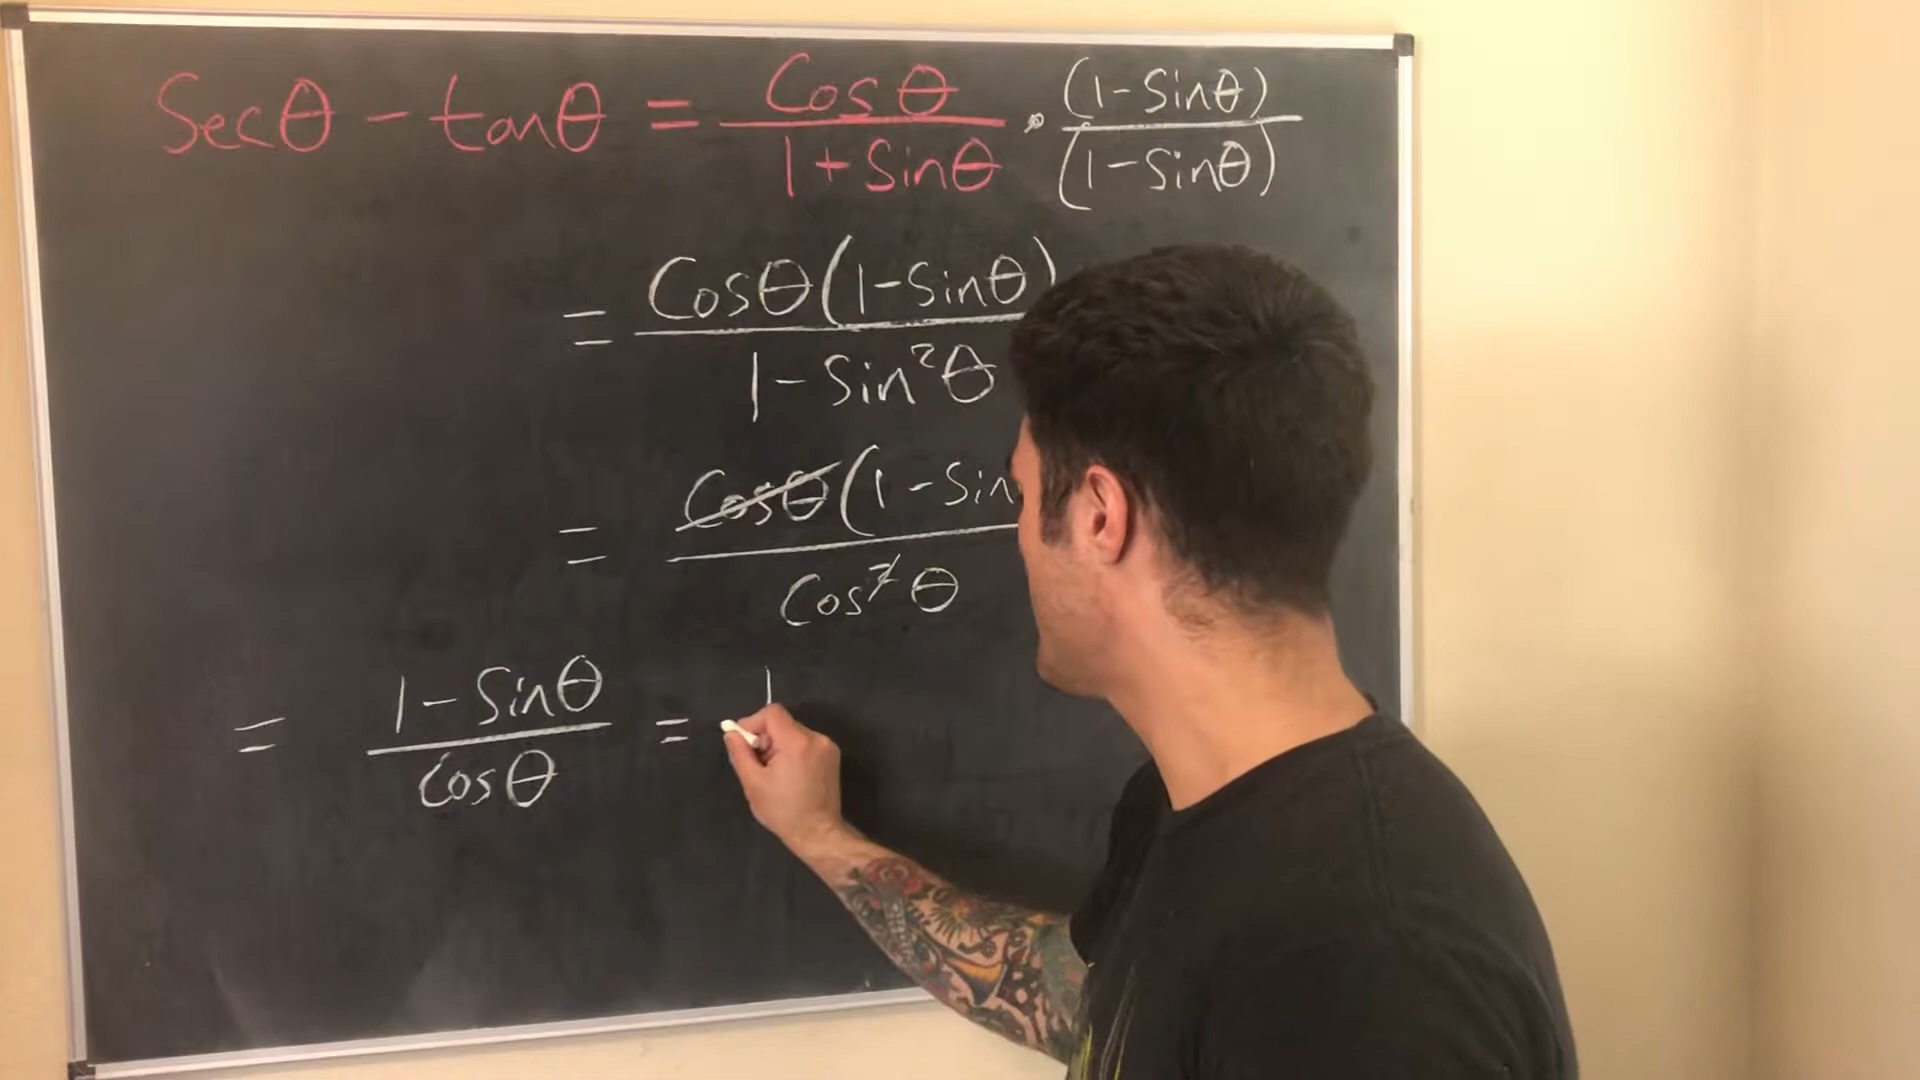 Secθ - tanθ = Cosθ / 1 + Sinθ · (1 - Sinθ) / (1 - Sinθ)
= Cosθ(1 - Sinθ) / 1 - Sin²θ
= Cosθ(1 - Sin / Cos²θ
= 1 - Sinθ / Cosθ = 1